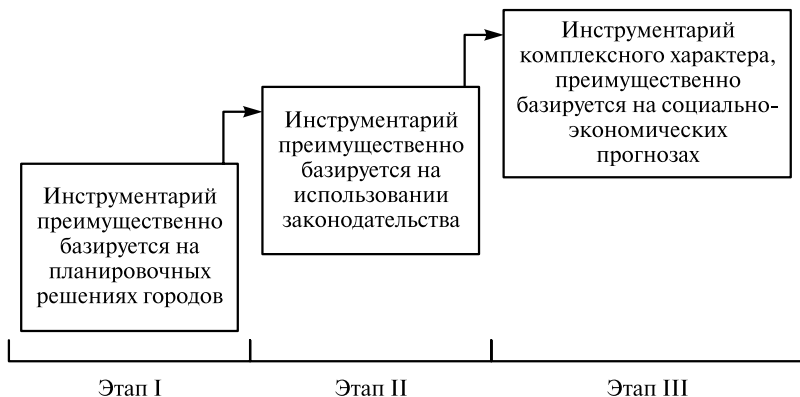 Инструментарий
преимущественно
базируется на
планировочных
решениях городов
Инструментарий
преимущественно
базируется на
использовании
законодательства
Инструментарий
комплексного характера,
преимущественно
базируется на социально-
экономических
прогнозах
Этап I
Этап II
Этап III